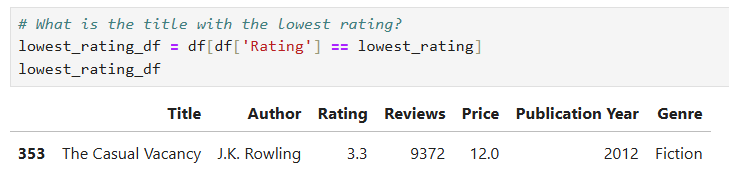 # What is the title with the lowest rating?
lowest_rating_df = df[df['Rating'] == lowest_rating]
lowest_rating_df
Title Author Rating Reviews Price Publication Year Genre
353 The Casual Vacancy J.K. Rowling 3.3 9372 12.0 2012 Fiction